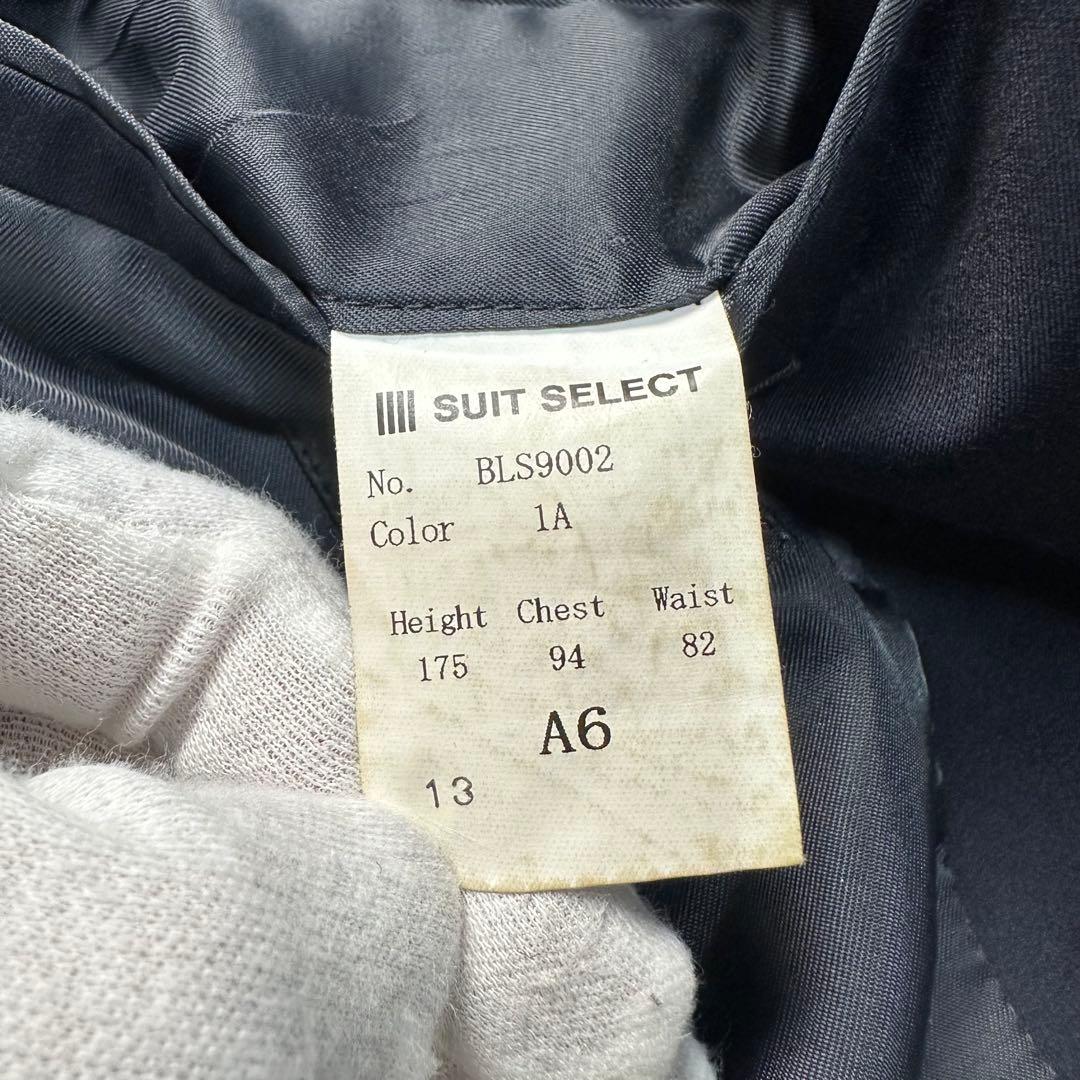 SUIT SELECT
No. BLS9002
Color 1A
Height Chest Waist
175 94 82
A6
13